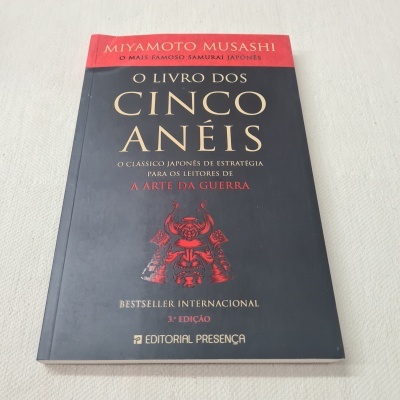 MIYAMOTO MUSASHI
O MAIS FAMOSO SAMURAI JAPONÊS
O LIVRO DOS
CINCO
ANÉIS
O CLÁSSICO JAPONÊS DE ESTRATÉGIA
PARA OS LEITORES DE
A ARTE DA GUERRA
BESTSELLER INTERNACIONAL
3.ª EDIÇÃO
EDITORIAL PRESENÇA